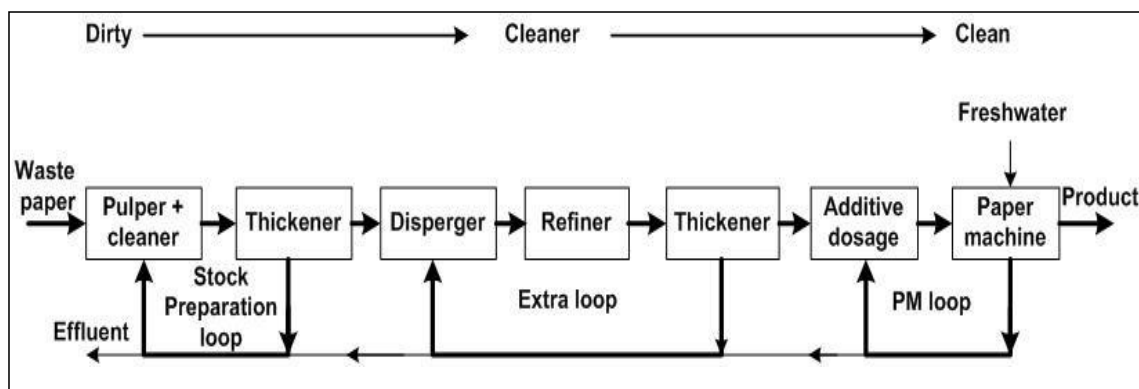 Dirty
Cleaner
Clean
Freshwater
Waste
paper
Pulper +
cleaner
Thickener
Disperger
Refiner
Thickener
Additive
dosage
Paper
machine
Product
Stock
Preparation
loop
Extra loop
PM loop
Effluent